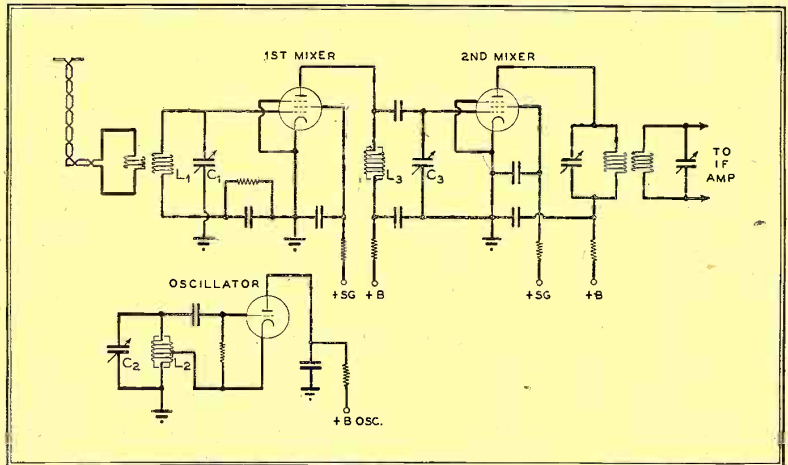 1ST MIXER
2ND MIXER
L1
C1
L3
C3
TO
IF
AMP
+SG
+B
+SG
+B
OSCILLATOR
C2
L2
+B OSC.